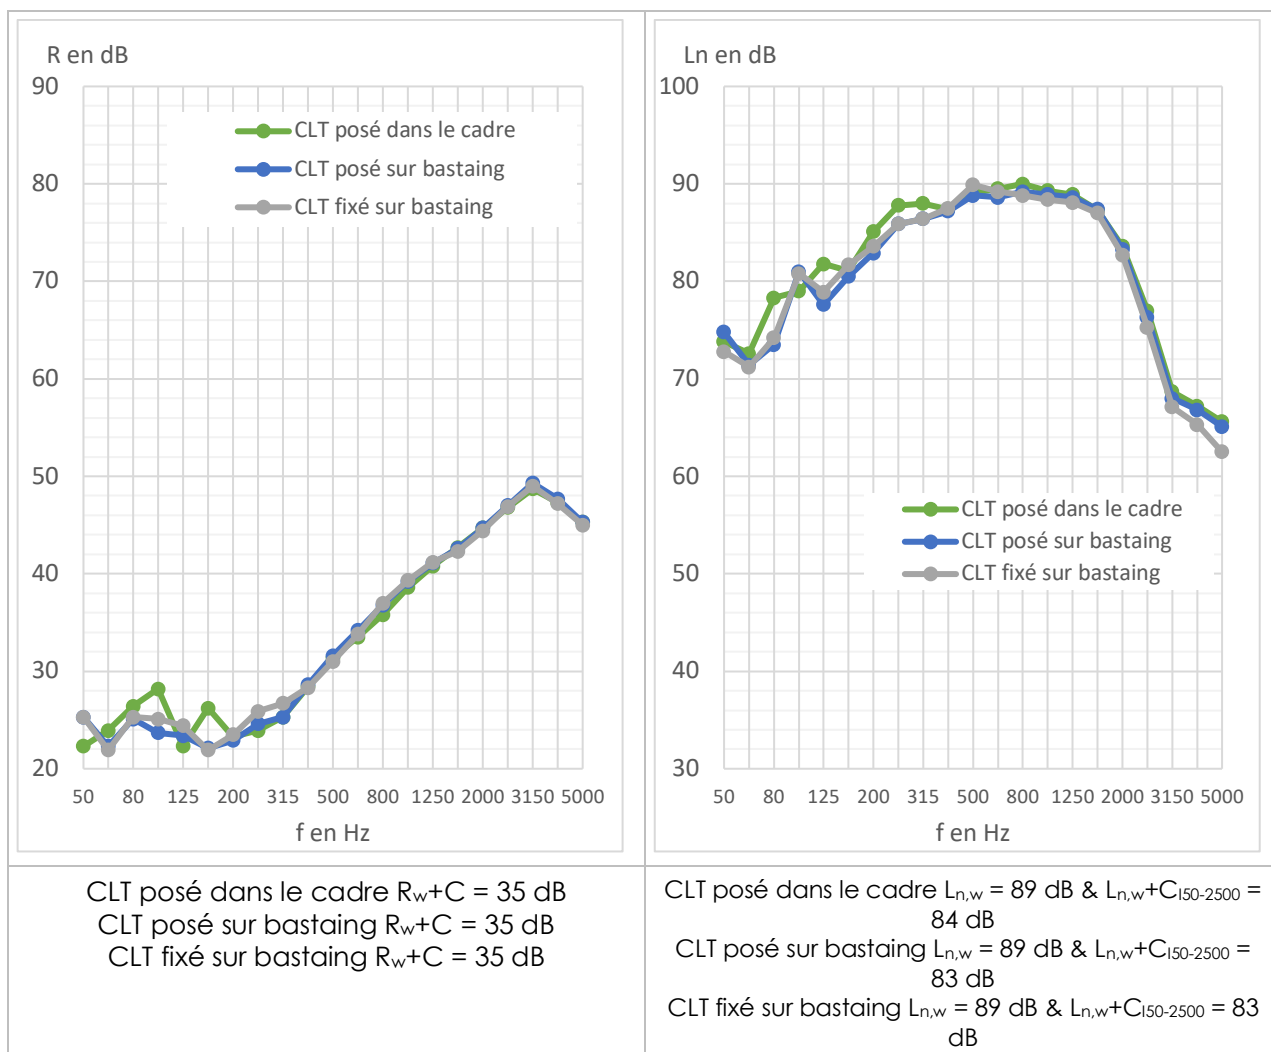 R en dB
90
80
70
60
50
40
30
20
CLT posé dans le cadre
CLT posé sur bastaing
CLT fixé sur bastaing
50 80 125 200 315 500 800 1250 2000 3150 5000
f en Hz
Ln en dB
100
90
80
70
60
50
40
30
CLT posé dans le cadre
CLT posé sur bastaing
CLT fixé sur bastaing
50 80 125 200 315 500 800 1250 2000 3150 5000
f en Hz
CLT posé dans le cadre Rw+C = 35 dB
CLT posé sur bastaing Rw+C = 35 dB
CLT fixé sur bastaing Rw+C = 35 dB
CLT posé dans le cadre Ln,w = 89 dB & Ln,w+CI50-2500 =
84 dB
CLT posé sur bastaing Ln,w = 89 dB & Ln,w+CI50-2500 =
83 dB
CLT fixé sur bastaing Ln,w = 89 dB & Ln,w+CI50-2500 = 83
dB